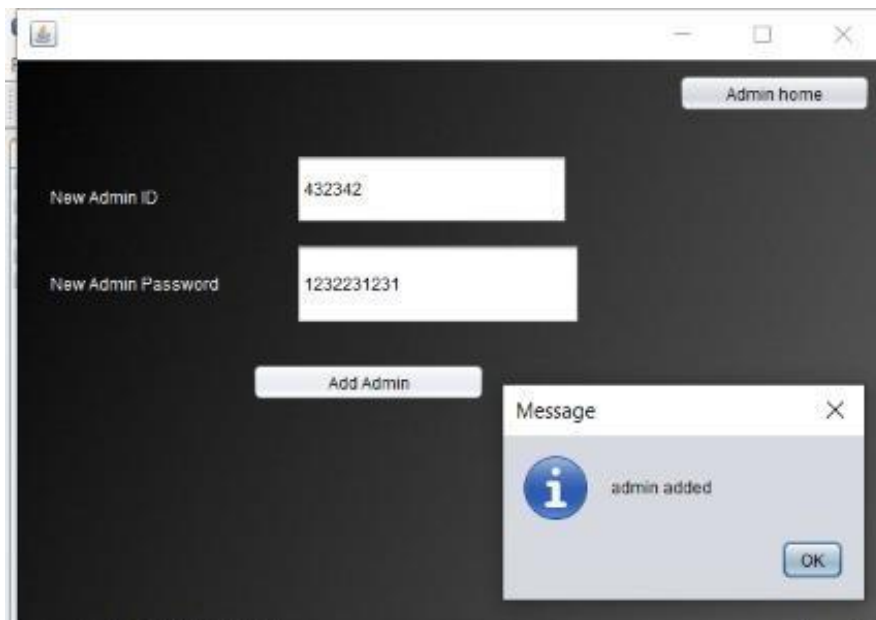 Admin home
New Admin ID
432342
New Admin Password
1232231231
Add Admin
Message
admin added
OK